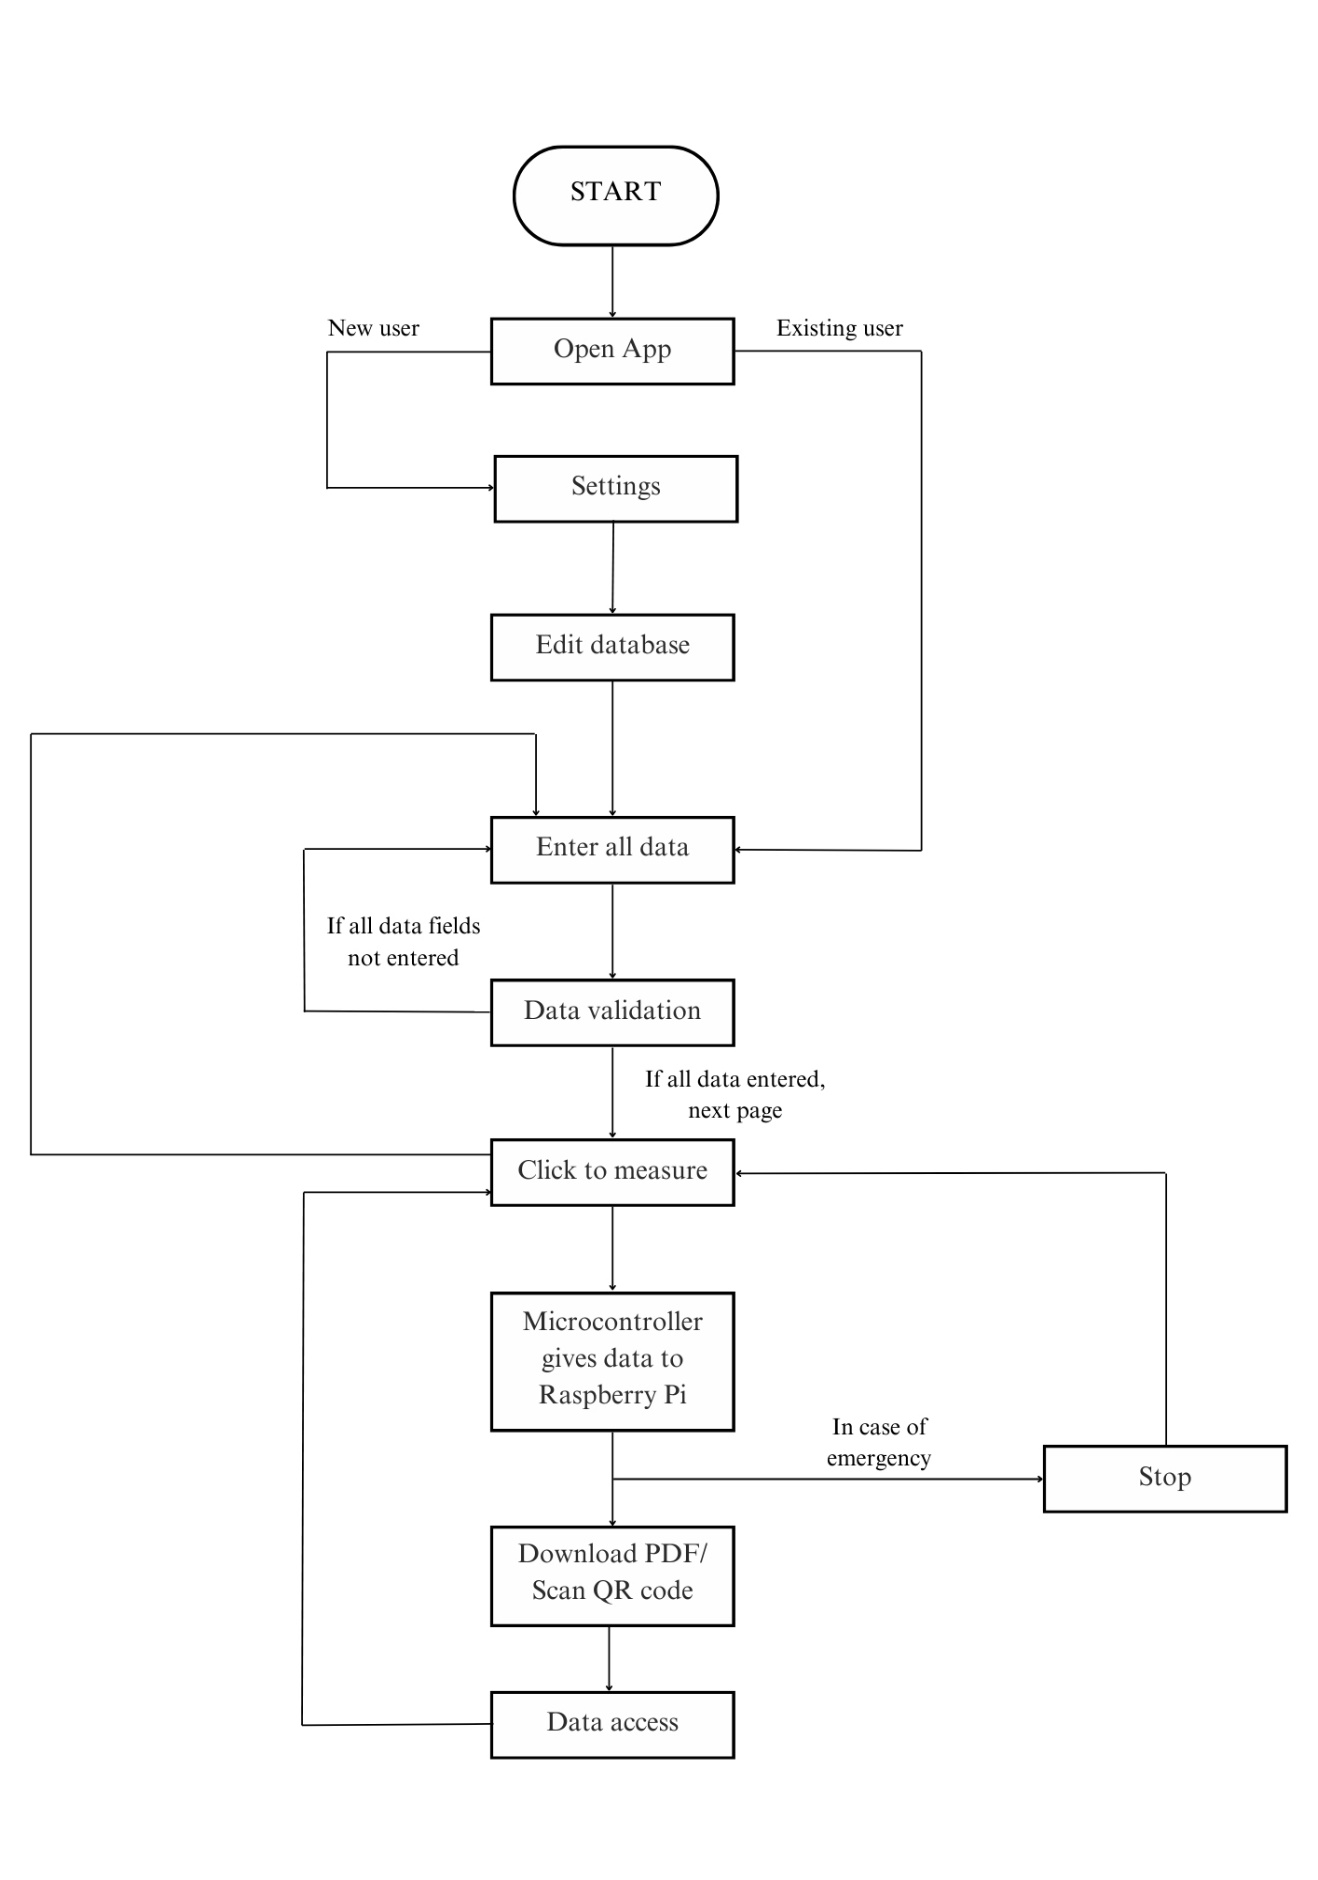 START
New user
Existing user
Open App
Settings
Edit database
Enter all data
If all data fields
not entered
Data validation
If all data entered,
next page
Click to measure
Microcontroller
gives data to
Raspberry Pi
In case of
emergency
Stop
Download PDF/
Scan QR code
Data access